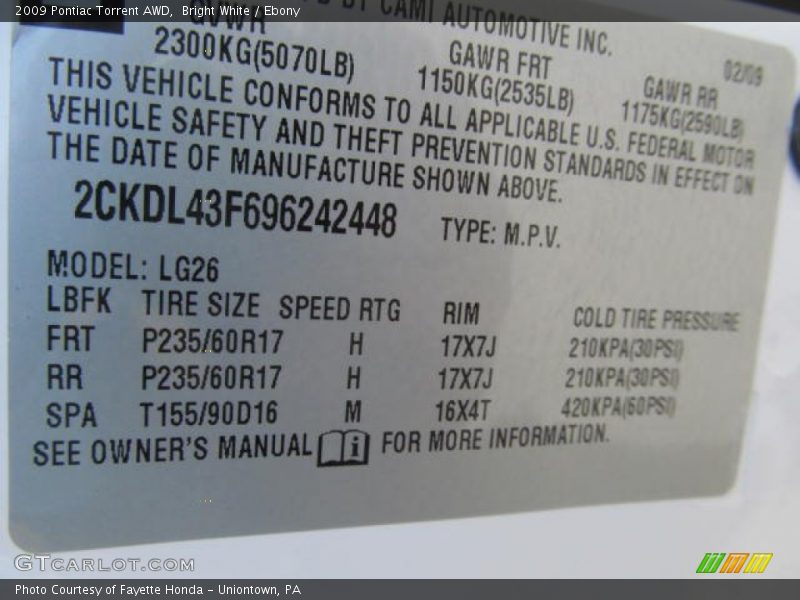 2009 Pontiac Torrent AWD, Bright White / Ebony
BY CAMI AUTOMOTIVE INC.
GVWR GAWR FRT GAWR RR 02/09
2300KG(5070LB) 1150KG(2535LB) 1175KG(2590LB)
THIS VEHICLE CONFORMS TO ALL APPLICABLE U.S. FEDERAL MOTOR
VEHICLE SAFETY AND THEFT PREVENTION STANDARDS IN EFFECT ON
THE DATE OF MANUFACTURE SHOWN ABOVE.
2CKDL43F696242448 TYPE: M.P.V.
MODEL: LG26
LBFK TIRE SIZE SPEED RTG RIM COLD TIRE PRESSURE
FRT P235/60R17 H 17X7J 210KPA(30PSI)
RR P235/60R17 H 17X7J 210KPA(30PSI)
SPA T155/90D16 M 16X4T 420KPA(60PSI)
SEE OWNER'S MANUAL i FOR MORE INFORMATION.
GTCARLOT.COM
Photo Courtesy of Fayette Honda - Uniontown, PA